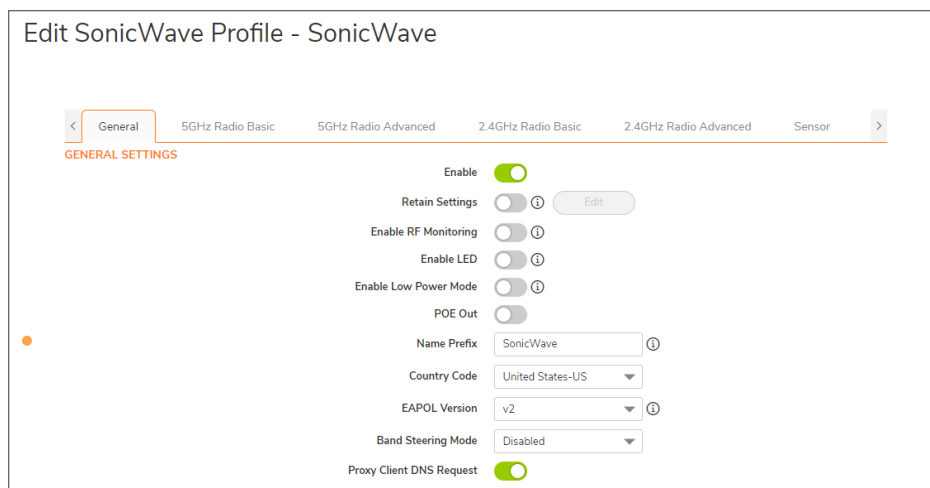 Edit SonicWave Profile - SonicWave
General 5GHz Radio Basic 5GHz Radio Advanced 2.4GHz Radio Basic 2.4GHz Radio Advanced Sensor
GENERAL SETTINGS
Enable
Retain Settings Edit
Enable RF Monitoring
Enable LED
Enable Low Power Mode
POE Out
Name Prefix SonicWave
Country Code United States-US
EAPOL Version v2
Band Steering Mode Disabled
Proxy Client DNS Request